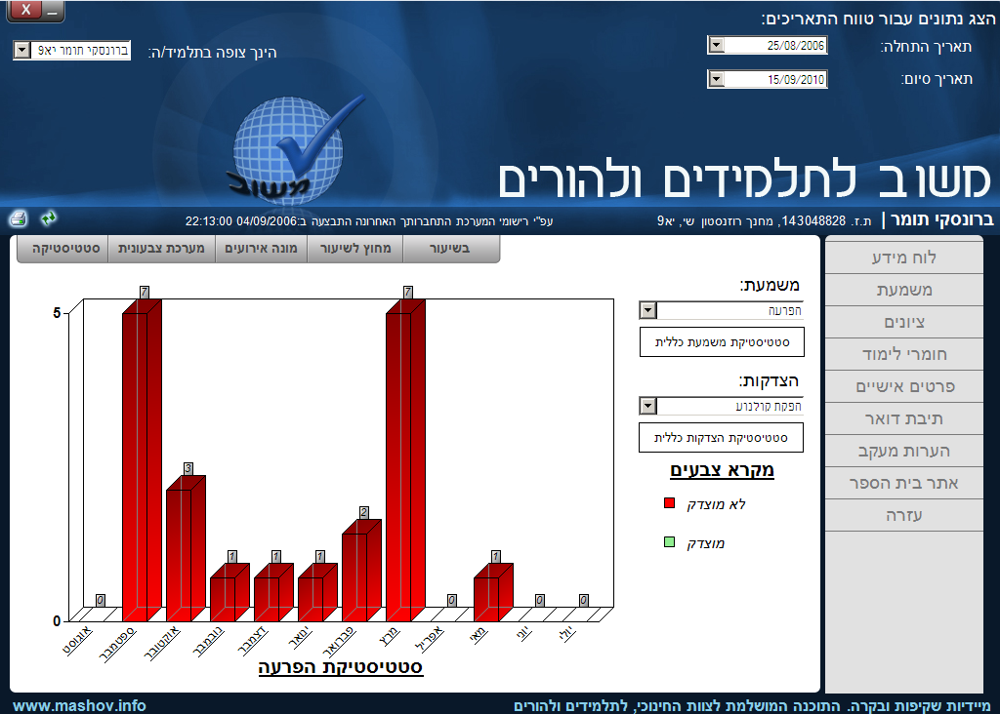 X _
הצג נתונים עבור טווח התאריכים:
תאריך התחלה: 25/08/2006
תאריך סיום: 15/09/2010
הינך צופה בתלמיד/ה: ברונסקי תומר יא9
משוב
משוב לתלמידים ולהורים
ברונסקי תומר | ת.ז. 143048828, מחנך רוזנסטון שי, יא9
עפ"י רישומי המערכת התחברותך האחרונה התבצעה ב:04/09/2006 22:13:00
לוח מידע
משמעת
ציונים
חומרי לימוד
פרטים אישיים
תיבת דואר
הערות מעקב
אתר בית הספר
עזרה
בשיעור
מחוץ לשיעור
מונה אירועים
מערכת צבעונית
סטטיסטיקה
משמעת:
הפרעה
סטטיסטיקת משמעת כללית
הצדקות:
הפקח קולנוע
סטטיסטיקת הצדקות כללית
מקרא צבעים
לא מוצדק
מוצדק
5
0
0 7 3 1 1 1 2 7 0 1 0 0
אוגוסט
ספטמבר
אוקטובר
נובמבר
דצמבר
ינואר
פברואר
מרץ
אפריל
מאי
יוני
יולי
סטטיסטיקת הפרעה
מיידיות שקיפות ובקרה. התוכנה המושלמת לצוות החינוכי, לתלמידים ולהורים
www.mashov.info